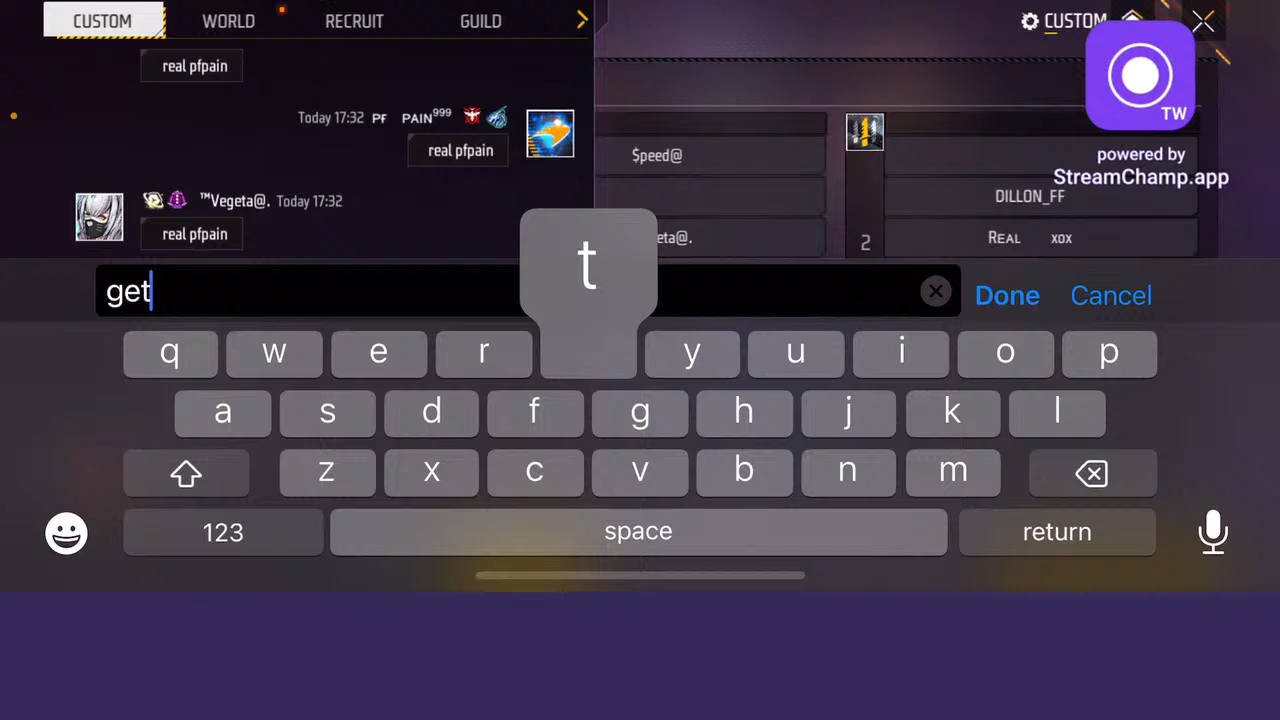 CUSTOM WORLD RECRUIT GUILD
CUSTOM
real pfpain
TW
Today 17:32 PF PAIN999
real pfpain
powered by
StreamChamp.app
$peed@
DILLON_FF
™Vegeta@. Today 17:32
real pfpain
eta@.
2
REAL xox
t
get
Done Cancel
q w e r y u i o p
a s d f g h j k l
z x c v b n m
123 space return